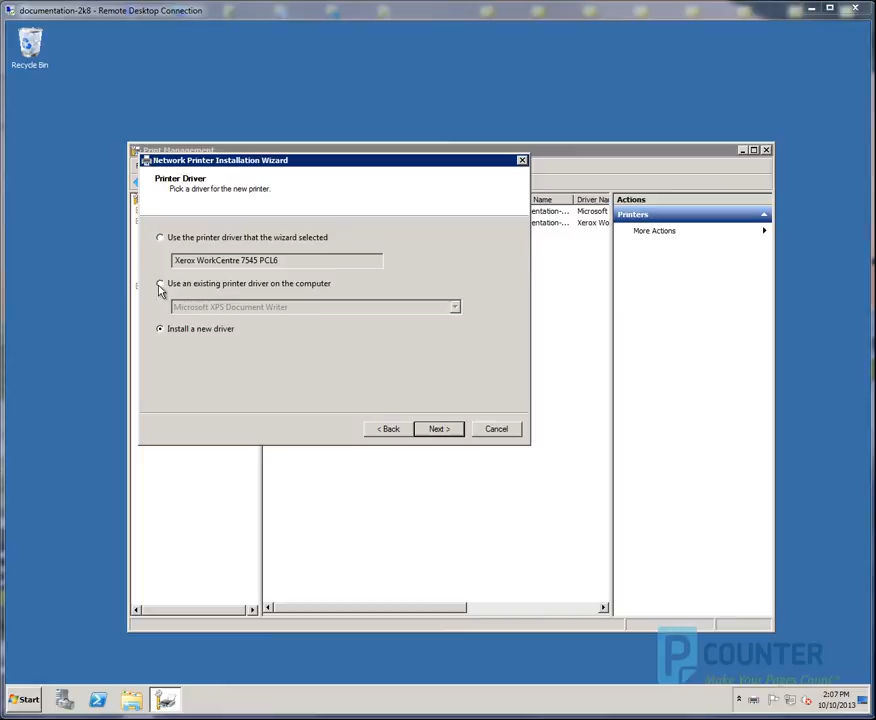 documentation-2k8 - Remote Desktop Connection
Recycle Bin
Print Management
Network Printer Installation Wizard
Printer Driver
Pick a driver for the new printer.
Name
Driver Na
Actions
entation-...
Microsoft
Printers
entation-...
Xerox Wo
More Actions
Use the printer driver that the wizard selected
Xerox WorkCentre 7545 PCL6
Use an existing printer driver on the computer
Microsoft XPS Document Writer
Install a new driver
< Back
Next >
Cancel
P COUNTER
Make Your Pages Count
Start
2:07 PM
10/10/2013